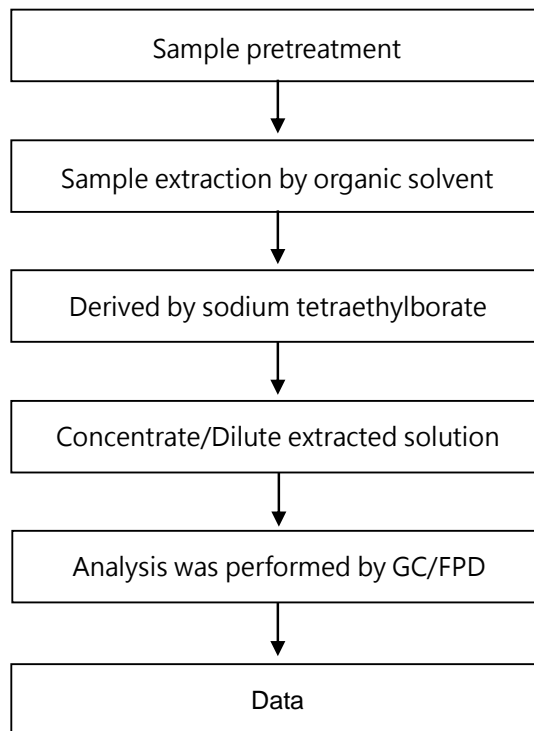 Sample pretreatment
Sample extraction by organic solvent
Derived by sodium tetraethylborate
Concentrate/Dilute extracted solution
Analysis was performed by GC/FPD
Data